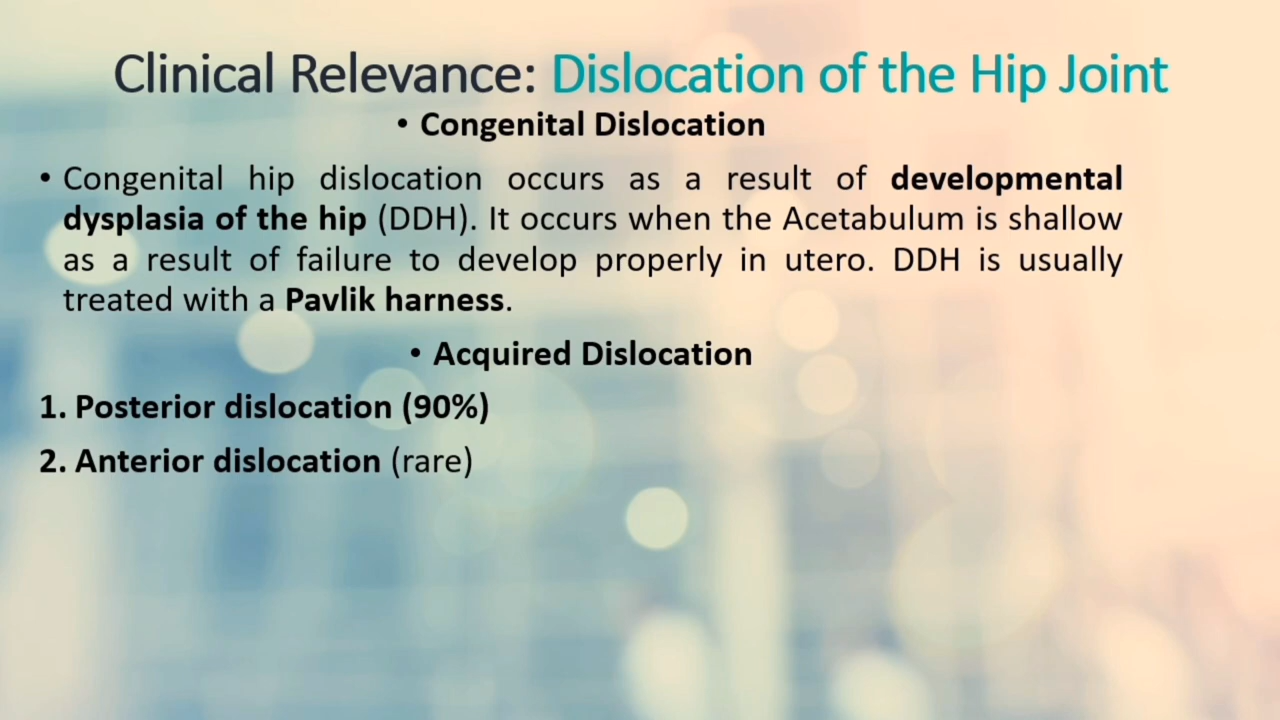 Clinical Relevance: Dislocation of the Hip Joint
• Congenital Dislocation
• Congenital hip dislocation occurs as a result of developmental
dysplasia of the hip (DDH). It occurs when the Acetabulum is shallow
as a result of failure to develop properly in utero. DDH is usually
treated with a Pavlik harness.
• Acquired Dislocation
1. Posterior dislocation (90%)
2. Anterior dislocation (rare)